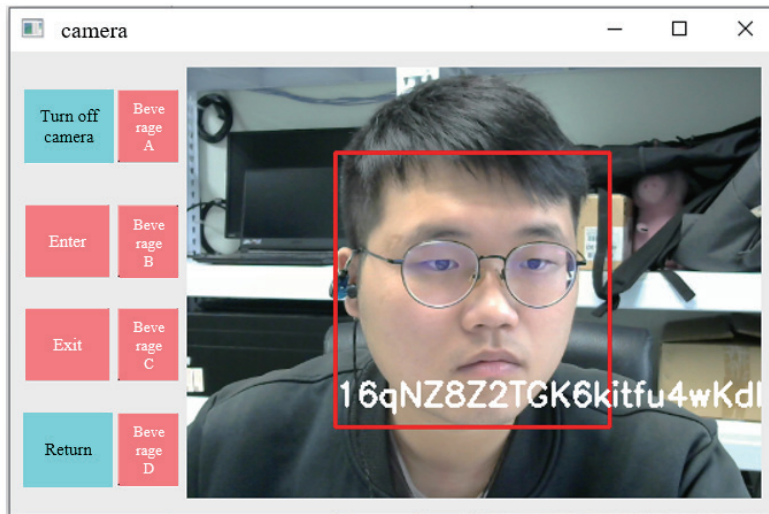 camera
Turn off
camera
Beve
rage
A
Enter
Beve
rage
B
Exit
Beve
rage
C
Return
Beve
rage
D
16qNZ8Z2TGK6kitfu4wKdl